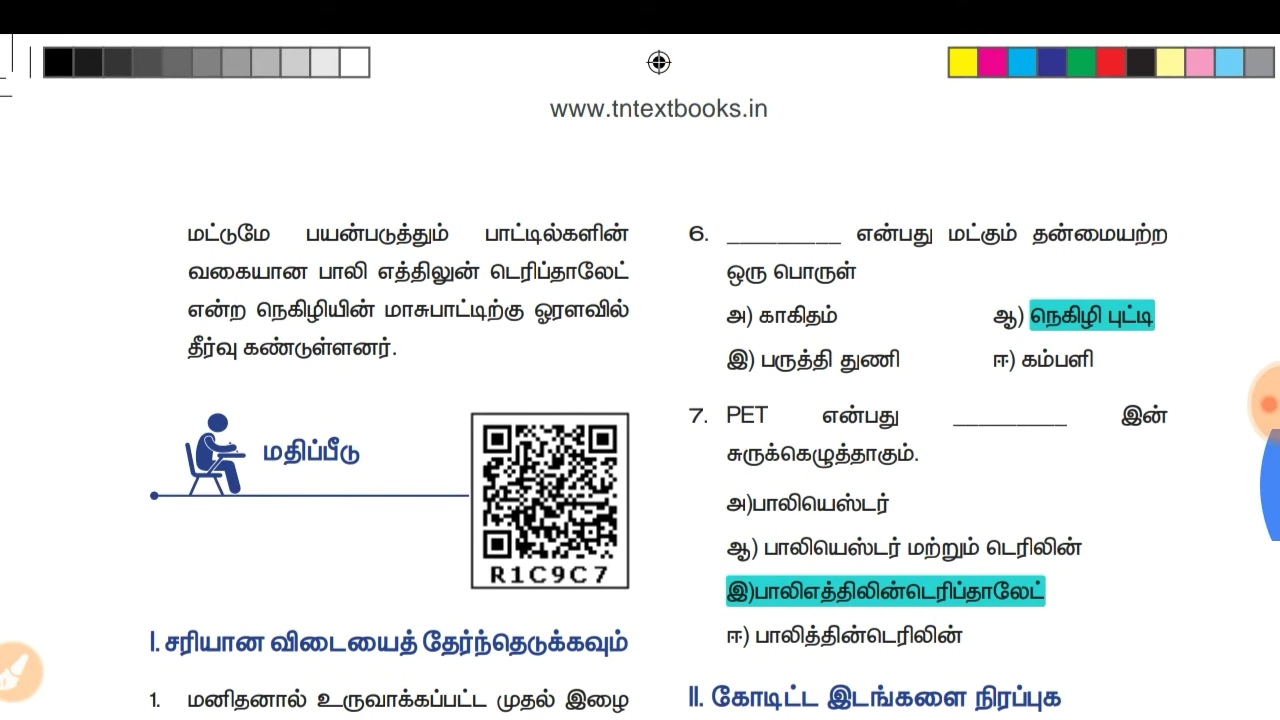 www.tntextbooks.in
மட்டுமே பயன்படுத்தும் பாட்டில்களின்
வகையான பாலி எத்திலுன் டெரிப்தாலேட்
என்ற நெகிழியின் மாசுபாட்டிற்கு ஓரளவில்
தீர்வு கண்டுள்ளனர்.
மதிப்பீடு
R1C9C7
I. சரியான விடையைத் தேர்ந்தெடுக்கவும்
1. மனிதனால் உருவாக்கப்பட்ட முதல் இழை
6. _________ என்பது மட்கும் தன்மையற்ற
ஒரு பொருள்
அ) காகிதம் ஆ) நெகிழி புட்டி
இ) பருத்தி துணி ஈ) கம்பளி
7. PET என்பது _________ இன்
சுருக்கெழுத்தாகும்.
அ)பாலியெஸ்டர்
ஆ) பாலியெஸ்டர் மற்றும் டெரிலின்
இ)பாலிஎத்திலின்டெரிப்தாலேட்
ஈ) பாலித்தின்டெரிலின்
II. கோடிட்ட இடங்களை நிரப்புக